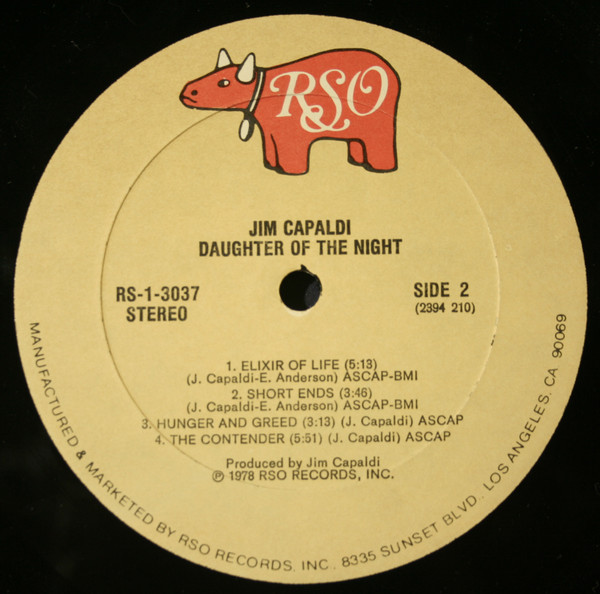 RSO
JIM CAPALDI
DAUGHTER OF THE NIGHT
RS-1-3037
STEREO
SIDE 2
(2394 210)
1. ELIXIR OF LIFE (5:13)
(J. Capaldi-E. Anderson) ASCAP-BMI
2. SHORT ENDS (3:46)
(J. Capaldi-E. Anderson) ASCAP-BMI
3. HUNGER AND GREED (3:13) (J. Capaldi) ASCAP
4. THE CONTENDER (5:51) (J. Capaldi) ASCAP
Produced by Jim Capaldi
℗ 1978 RSO RECORDS, INC.
MANUFACTURED & MARKETED BY RSO RECORDS, INC. 8335 SUNSET BLVD. LOS ANGELES, CA 90069